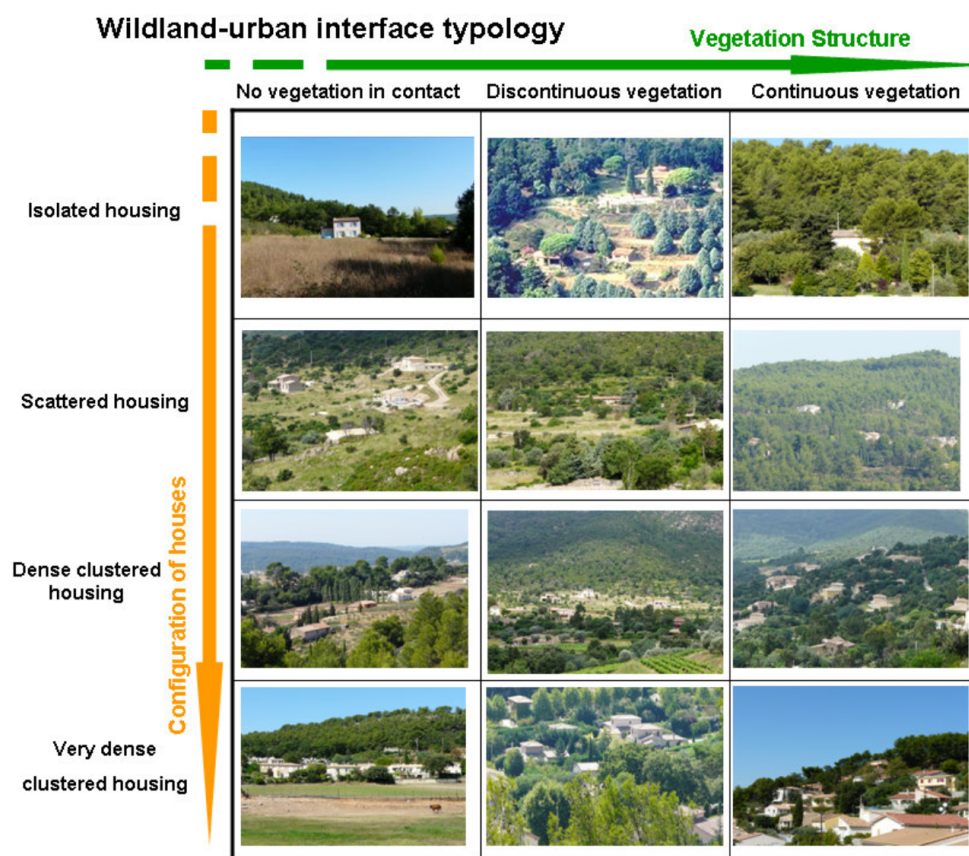 Wildland-urban interface typology
Vegetation Structure
No vegetation in contact
Discontinuous vegetation
Continuous vegetation
Configuration of houses
Isolated housing
Scattered housing
Dense clustered
housing
Very dense
clustered housing